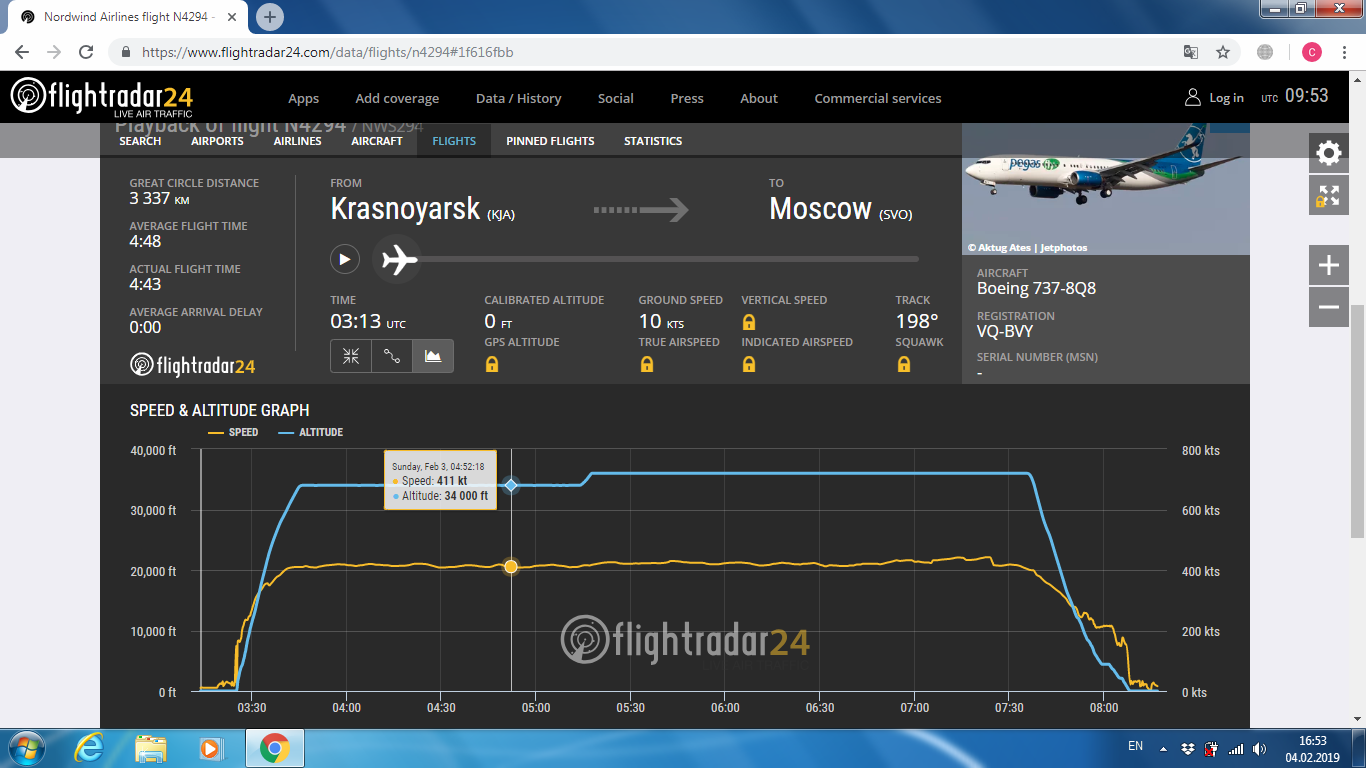 Nordwind Airlines flight N4294 -
https://www.flightradar24.com/data/flights/n4294#1f616fbb
C
flightradar24
LIVE AIR TRAFFIC
Apps
Add coverage
Data / History
Social
Press
About
Commercial services
Log in
UTC 09:53
Playback of flight N4294 / NWS294
SEARCH
AIRPORTS
AIRLINES
AIRCRAFT
FLIGHTS
PINNED FLIGHTS
STATISTICS
GREAT CIRCLE DISTANCE
3 337 KM
AVERAGE FLIGHT TIME
4:48
ACTUAL FLIGHT TIME
4:43
AVERAGE ARRIVAL DELAY
0:00
flightradar24
FROM
Krasnoyarsk (KJA)
TO
Moscow (SVO)
TIME
03:13 UTC
CALIBRATED ALTITUDE
0 FT
GPS ALTITUDE
GROUND SPEED
10 KTS
TRUE AIRSPEED
VERTICAL SPEED
INDICATED AIRSPEED
TRACK
198°
SQUAWK
pegas
© Aktug Ates | Jetphotos
AIRCRAFT
Boeing 737-8Q8
REGISTRATION
VQ-BVY
SERIAL NUMBER (MSN)
-
SPEED & ALTITUDE GRAPH
SPEED
ALTITUDE
40,000 ft
30,000 ft
20,000 ft
10,000 ft
0 ft
800 kts
600 kts
400 kts
200 kts
0 kts
Sunday, Feb 3, 04:52:18
Speed: 411 kt
Altitude: 34 000 ft
flightradar24
LIVE AIR TRAFFIC
03:30
04:00
04:30
05:00
05:30
06:00
06:30
07:00
07:30
08:00
EN
16:53
04.02.2019